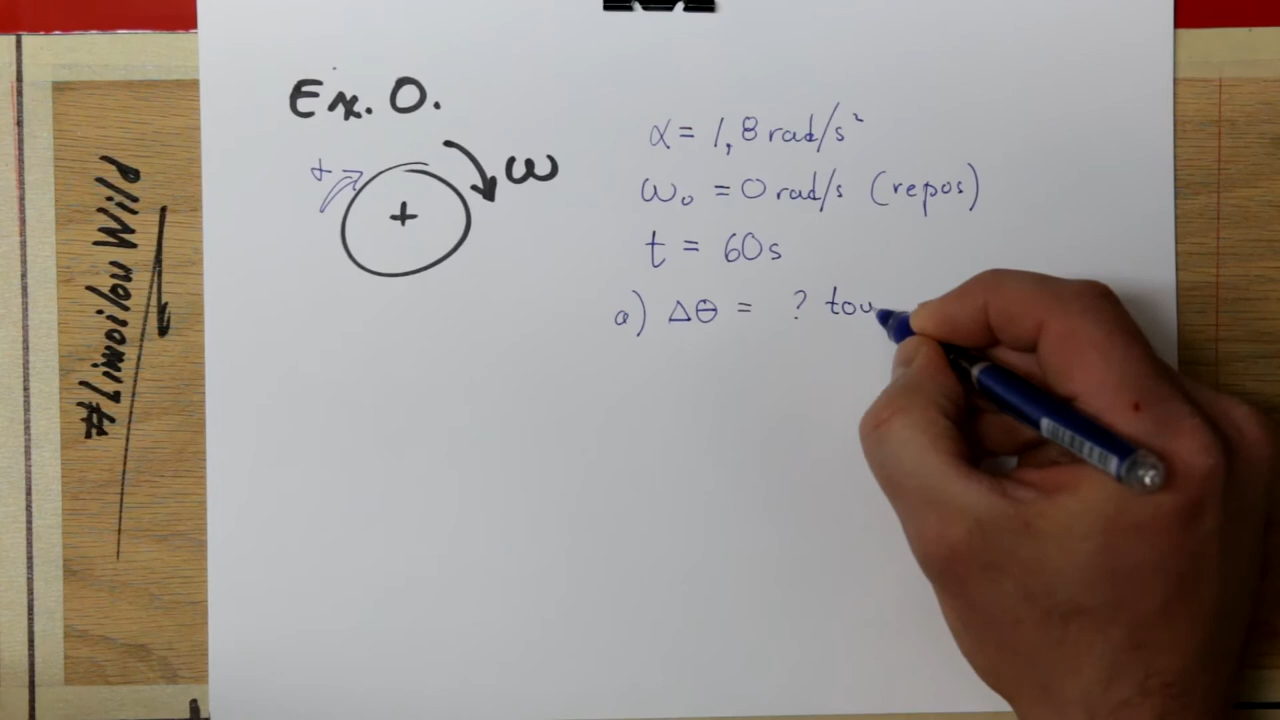 Ex. 0.
+
ω
+
α = 1,8 rad/s²
ω₀ = 0 rad/s (repos)
t = 60s
a) Δθ = ? tou
#Limoilou Wild